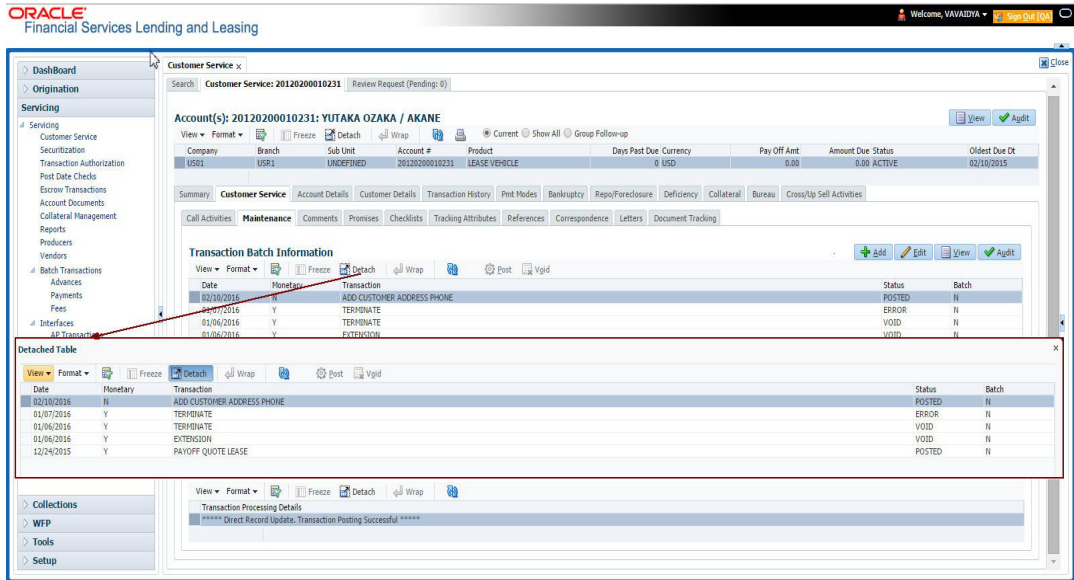 ORACLE'
Financial Services Lending and Leasing
Welcome, VAVAIDYA
Sign Out [QA]
Close
DashBoard
Origination
Servicing
Servicing
Customer Service
Securitization
Transaction Authorization
Post Date Checks
Escrow Transactions
Account Documents
Collateral Management
Reports
Producers
Vendors
Batch Transactions
Advances
Payments
Fees
Interfaces
AP Transactions
Customer Service x
Search Customer Service: 20120200010231 Review Request (Pending: 0)
Account(s): 20120200010231: YUTAKA OZAKA / AKANE
View Audit
View Format Freeze Detach Wrap Current Show All Group Follow-up
Company Branch Sub Unit Account # Product Days Past Due Currency Pay Off Amt Amount Due Status Oldest Due Dt
US01 USR1 UNDEFINED 20120200010231 LEASE VEHICLE 0 USD 0.00 0.00 ACTIVE 02/10/2015
Summary Customer Service Account Details Customer Details Transaction History Pmt Modes Bankruptcy Repo/Foreclosure Deficiency Collateral Bureau Cross/Up Sell Activities
Call Activities Maintenance Comments Promises Checklists Tracking Attributes References Correspondence Letters Document Tracking
Transaction Batch Information
Add Edit View Audit
View Format Freeze Detach Wrap Post Void
Date Monetary Transaction Status Batch
02/10/2016 N ADD CUSTOMER ADDRESS PHONE POSTED N
01/07/2016 Y TERMINATE ERROR N
01/06/2016 Y TERMINATE VOID N
01/06/2016 Y EXTENSION VOID N
Detached Table x
View Format Freeze Detach Wrap Post Void
Date Monetary Transaction Status Batch
02/10/2016 N ADD CUSTOMER ADDRESS PHONE POSTED N
01/07/2016 Y TERMINATE ERROR N
01/06/2016 Y TERMINATE VOID N
01/06/2016 Y EXTENSION VOID N
12/24/2015 Y PAYOFF QUOTE LEASE POSTED N
View Format Freeze Detach Wrap
Transaction Processing Details
***** Direct Record Update. Transaction Posting Successful *****
Collections
WFP
Tools
Setup